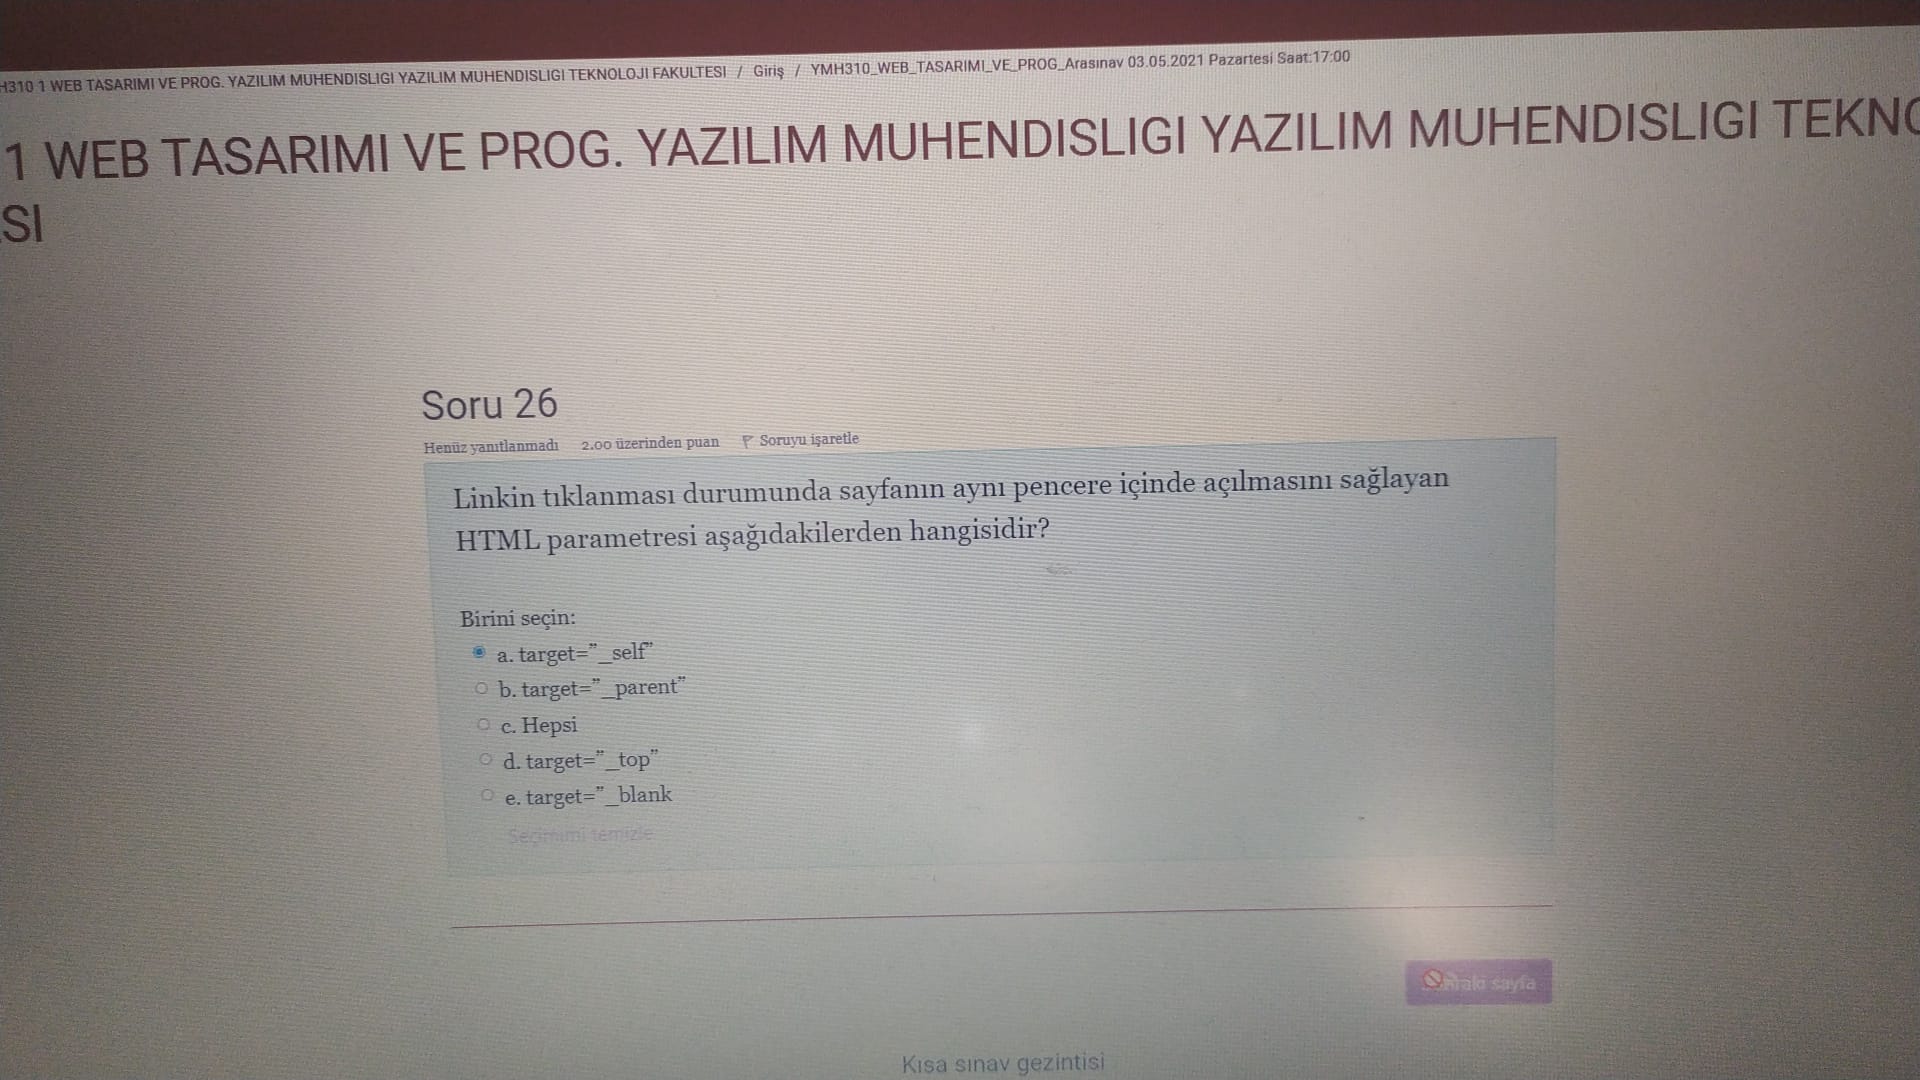 H310 1 WEB TASARIMI VE PROG. YAZILIM MUHENDISLIGI YAZILIM MUHENDISLIGI TEKNOLOJI FAKULTESI / Giriş / YMH310_WEB_TASARIMI_VE_PROG_Arasınav 03.05.2021 Pazartesi Saat:17:00
1 WEB TASARIMI VE PROG. YAZILIM MUHENDISLIGI YAZILIM MUHENDISLIGI TEKNO
SI
Soru 26
Henüz yanıtlanmadı 2.00 üzerinden puan Soruyu işaretle
Linkin tıklanması durumunda sayfanın aynı pencere içinde açılmasını sağlayan
HTML parametresi aşağıdakilerden hangisidir?
Birini seçin:
a. target="_self"
b. target="_parent"
c. Hepsi
d. target="_top"
e. target="_blank
Seçimimi temizle
sayfa
Kısa sınav gezintisi